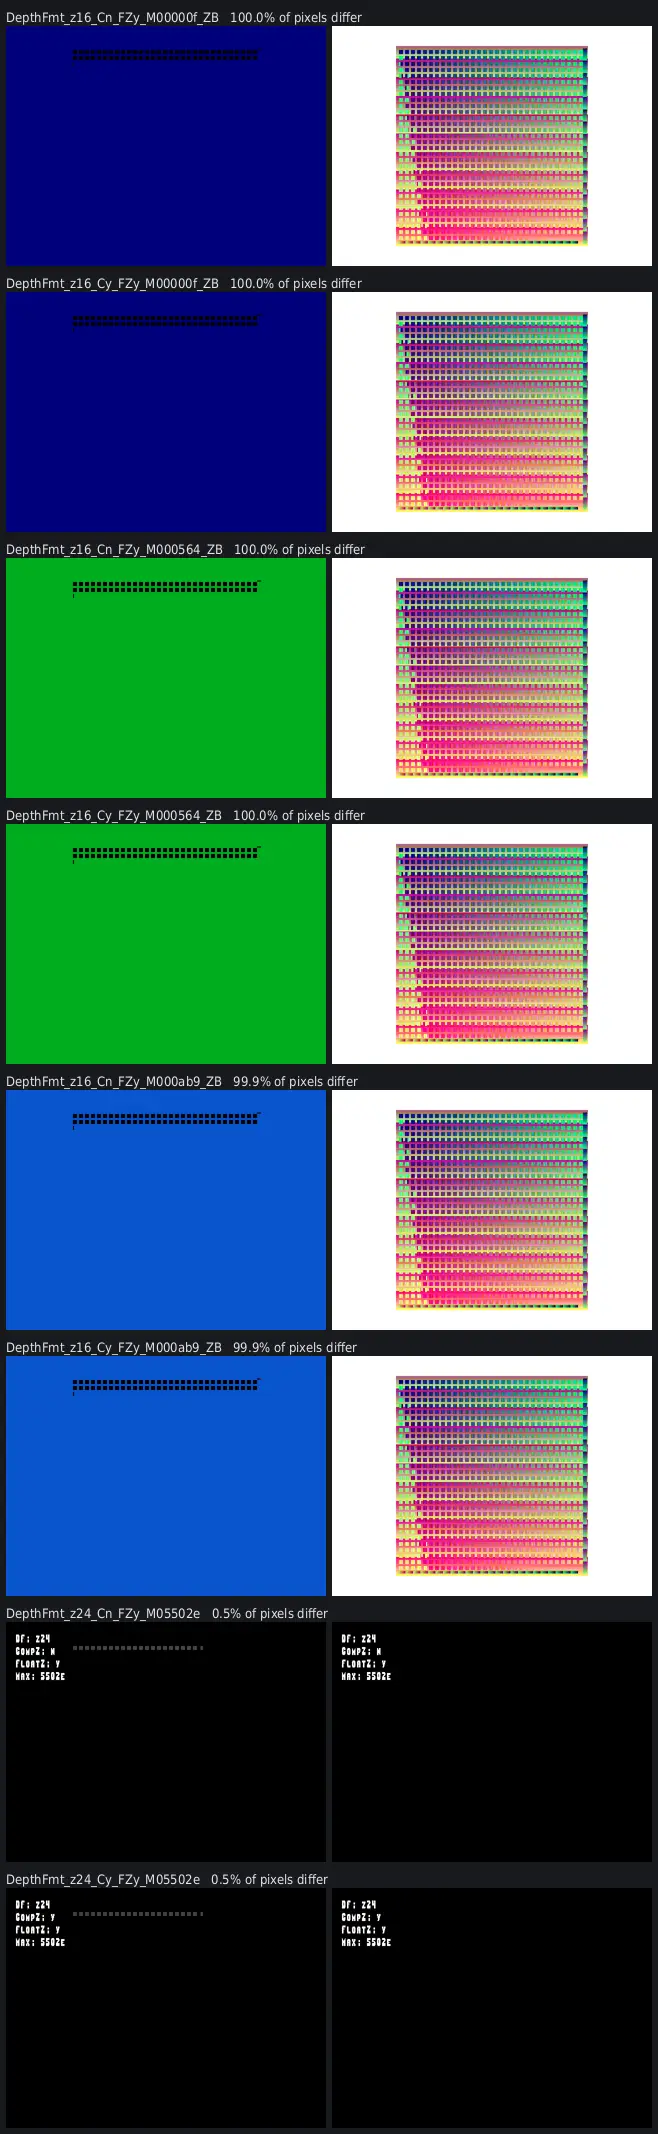 DepthFmt_z16_Cn_FZy_M00000f_ZB 100.0% of pixels differ
DepthFmt_z16_Cy_FZy_M00000f_ZB 100.0% of pixels differ
DepthFmt_z16_Cn_FZy_M000564_ZB 100.0% of pixels differ
DepthFmt_z16_Cy_FZy_M000564_ZB 100.0% of pixels differ
DepthFmt_z16_Cn_FZy_M000ab9_ZB 99.9% of pixels differ
DepthFmt_z16_Cy_FZy_M000ab9_ZB 99.9% of pixels differ
DepthFmt_z24_Cn_FZy_M05502e 0.5% of pixels differ
DF: z24
CompZ: N
FloatZ: Y
Max: 5502E
DF: z24
CompZ: N
FloatZ: Y
Max: 5502E
DepthFmt_z24_Cy_FZy_M05502e 0.5% of pixels differ
DF: z24
CompZ: Y
FloatZ: Y
Max: 5502E
DF: z24
CompZ: Y
FloatZ: Y
Max: 5502E